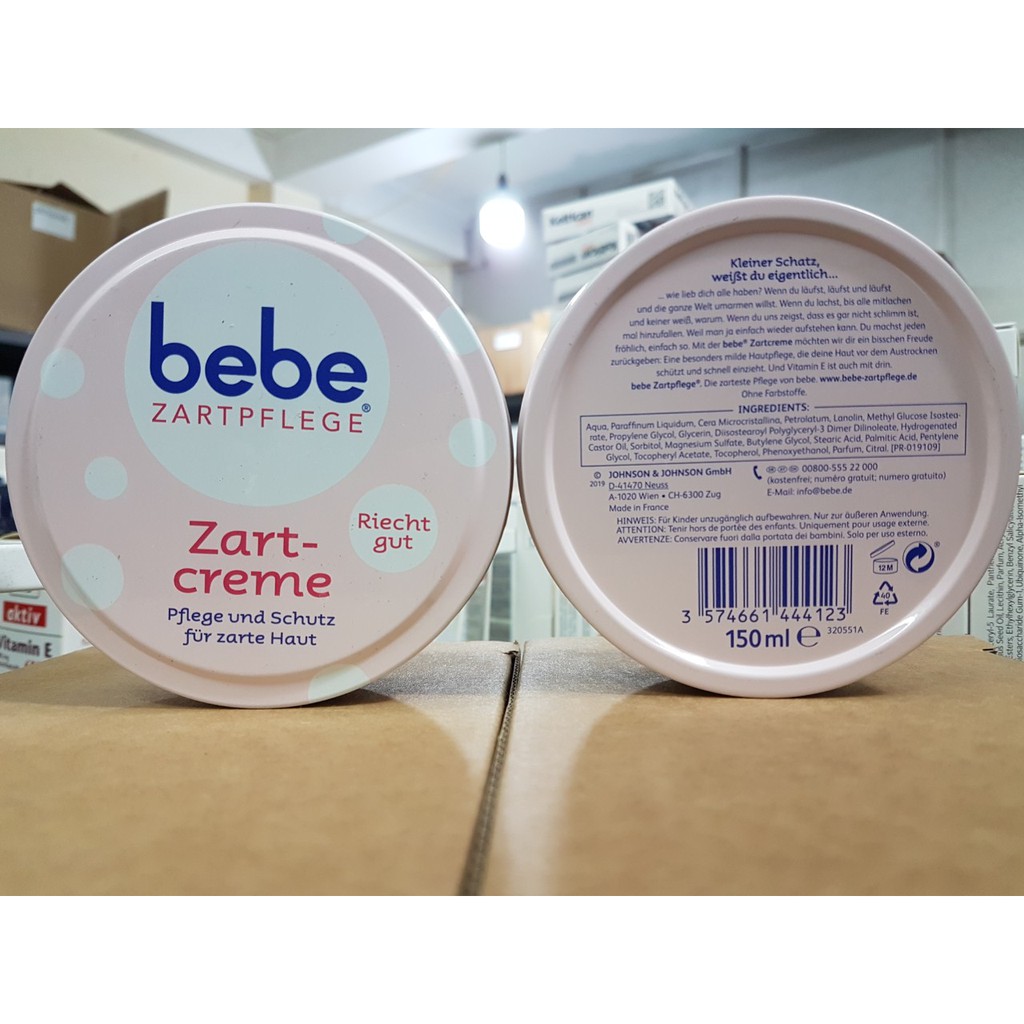 bebe
ZARTPFLEGE®
Zart-
creme
Riecht
gut
Pflege und Schutz
für zarte Haut
Kleiner Schatz,
weißt du eigentlich...
... wie lieb dich alle haben? Wenn du läufst, läufst und läufst
und die ganze Welt umarmen willst. Wenn du lachst, bis alle mitlachen
und keiner weiß, warum. Wenn du uns zeigst, dass es gar nicht schlimm ist,
mal hinzufallen. Weil man ja einfach wieder aufstehen kann. Du machst jeden
fröhlich, einfach so. Mit der bebe® Zartcreme möchten wir dir ein bisschen Freude
zurückgeben: Eine besonders milde Hautpflege, die deine Haut vor dem Austrocknen
schützt und schnell einzieht. Und Vitamin E ist auch mit drin.
bebe Zartpflege®. Die zarteste Pflege von bebe. www.bebe-zartpflege.de
Ohne Farbstoffe.
INGREDIENTS:
Aqua, Paraffinum Liquidum, Cera Microcristallina, Petrolatum, Lanolin, Methyl Glucose Isostea-
rate, Propylene Glycol, Glycerin, Diisostearoyl Polyglyceryl-3 Dimer Dilinoleate, Hydrogenated
Castor Oil, Sorbitol, Magnesium Sulfate, Butylene Glycol, Stearic Acid, Palmitic Acid, Pentylene
Glycol, Tocopheryl Acetate, Tocopherol, Phenoxyethanol, Parfum, Citral. [PR-019109]
© JOHNSON & JOHNSON GmbH
2019 D-41470 Neuss
A-1020 Wien • CH-6300 Zug
Made in France
00800-555 22 000
(kostenfrei; numéro gratuit; numero gratuito)
E-Mail: info@bebe.de
HINWEIS: Für Kinder unzugänglich aufbewahren. Nur zur äußeren Anwendung.
ATTENTION: Tenir hors de portée des enfants. Uniquement pour usage externe.
AVVERTENZE: Conservare fuori dalla portata dei bambini. Solo per uso esterno.
3 574661 444123
12 M
40
FE
150 ml e
320551A
aktiv
Vitamin E